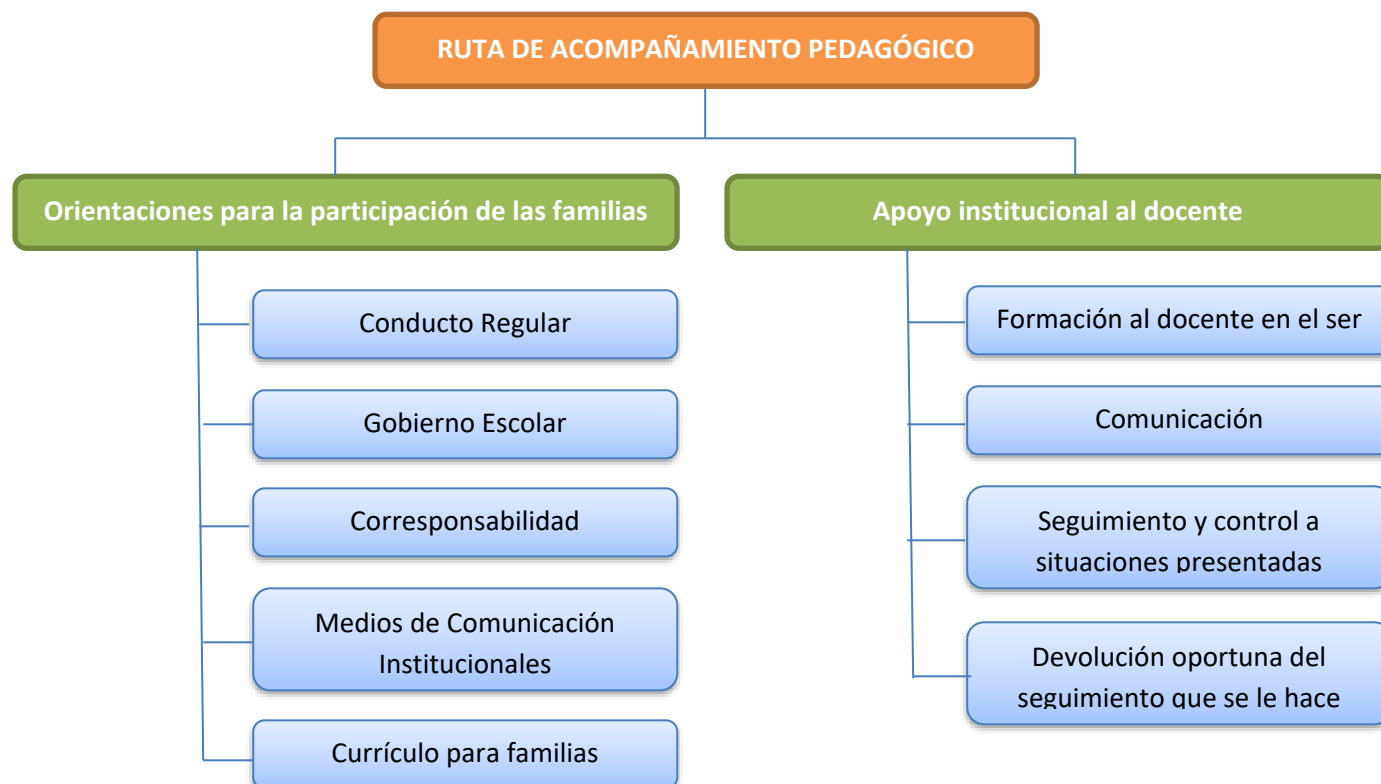 RUTA DE ACOMPAÑAMIENTO PEDAGÓGICO
Orientaciones para la participación de las familias
Conducto Regular
Gobierno Escolar
Corresponsabilidad
Medios de Comunicación
Institucionales
Currículo para familias
Apoyo institucional al docente
Formación al docente en el ser
Comunicación
Seguimiento y control a
situaciones presentadas
Devolución oportuna del
seguimiento que se le hace